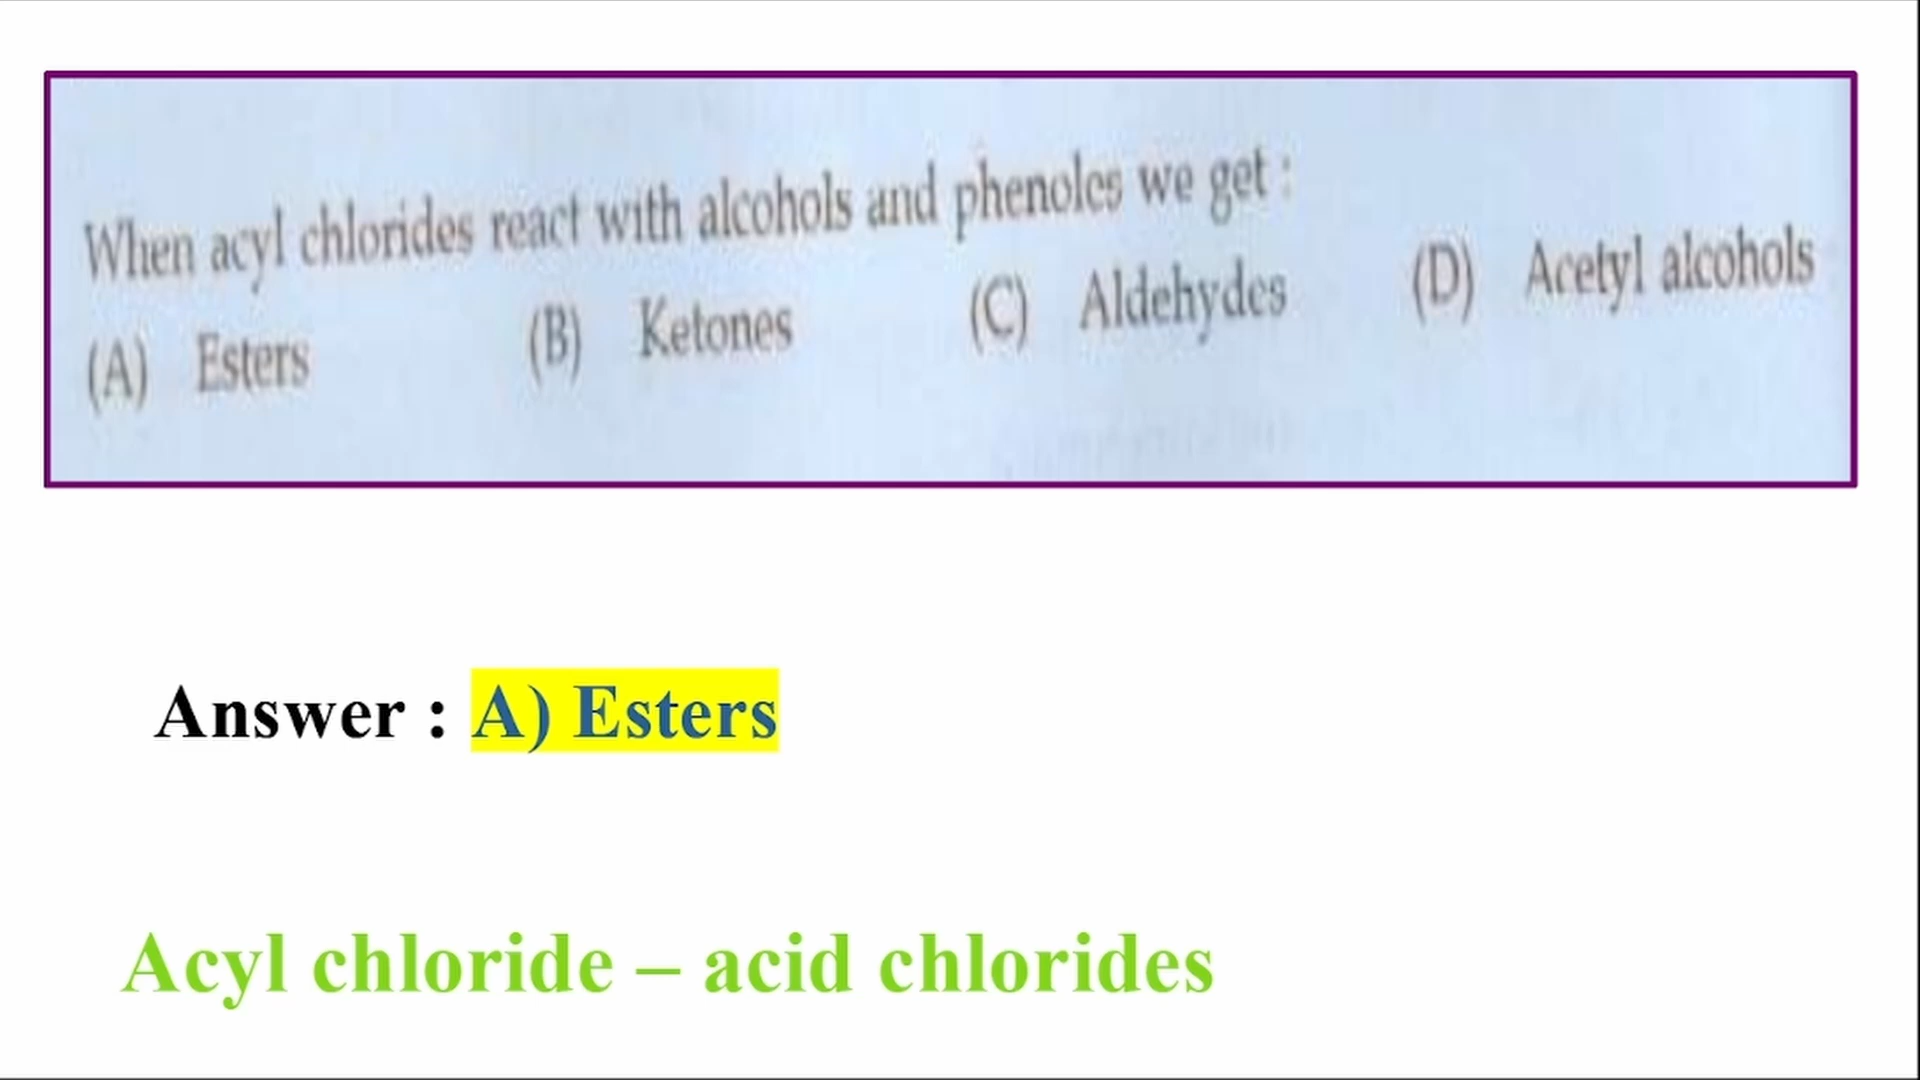 When acyl chlorides react with alcohols and phenoles we get :
(A) Esters (B) Ketones (C) Aldehydes (D) Acetyl alcohols
Answer : A) Esters
Acyl chloride – acid chlorides